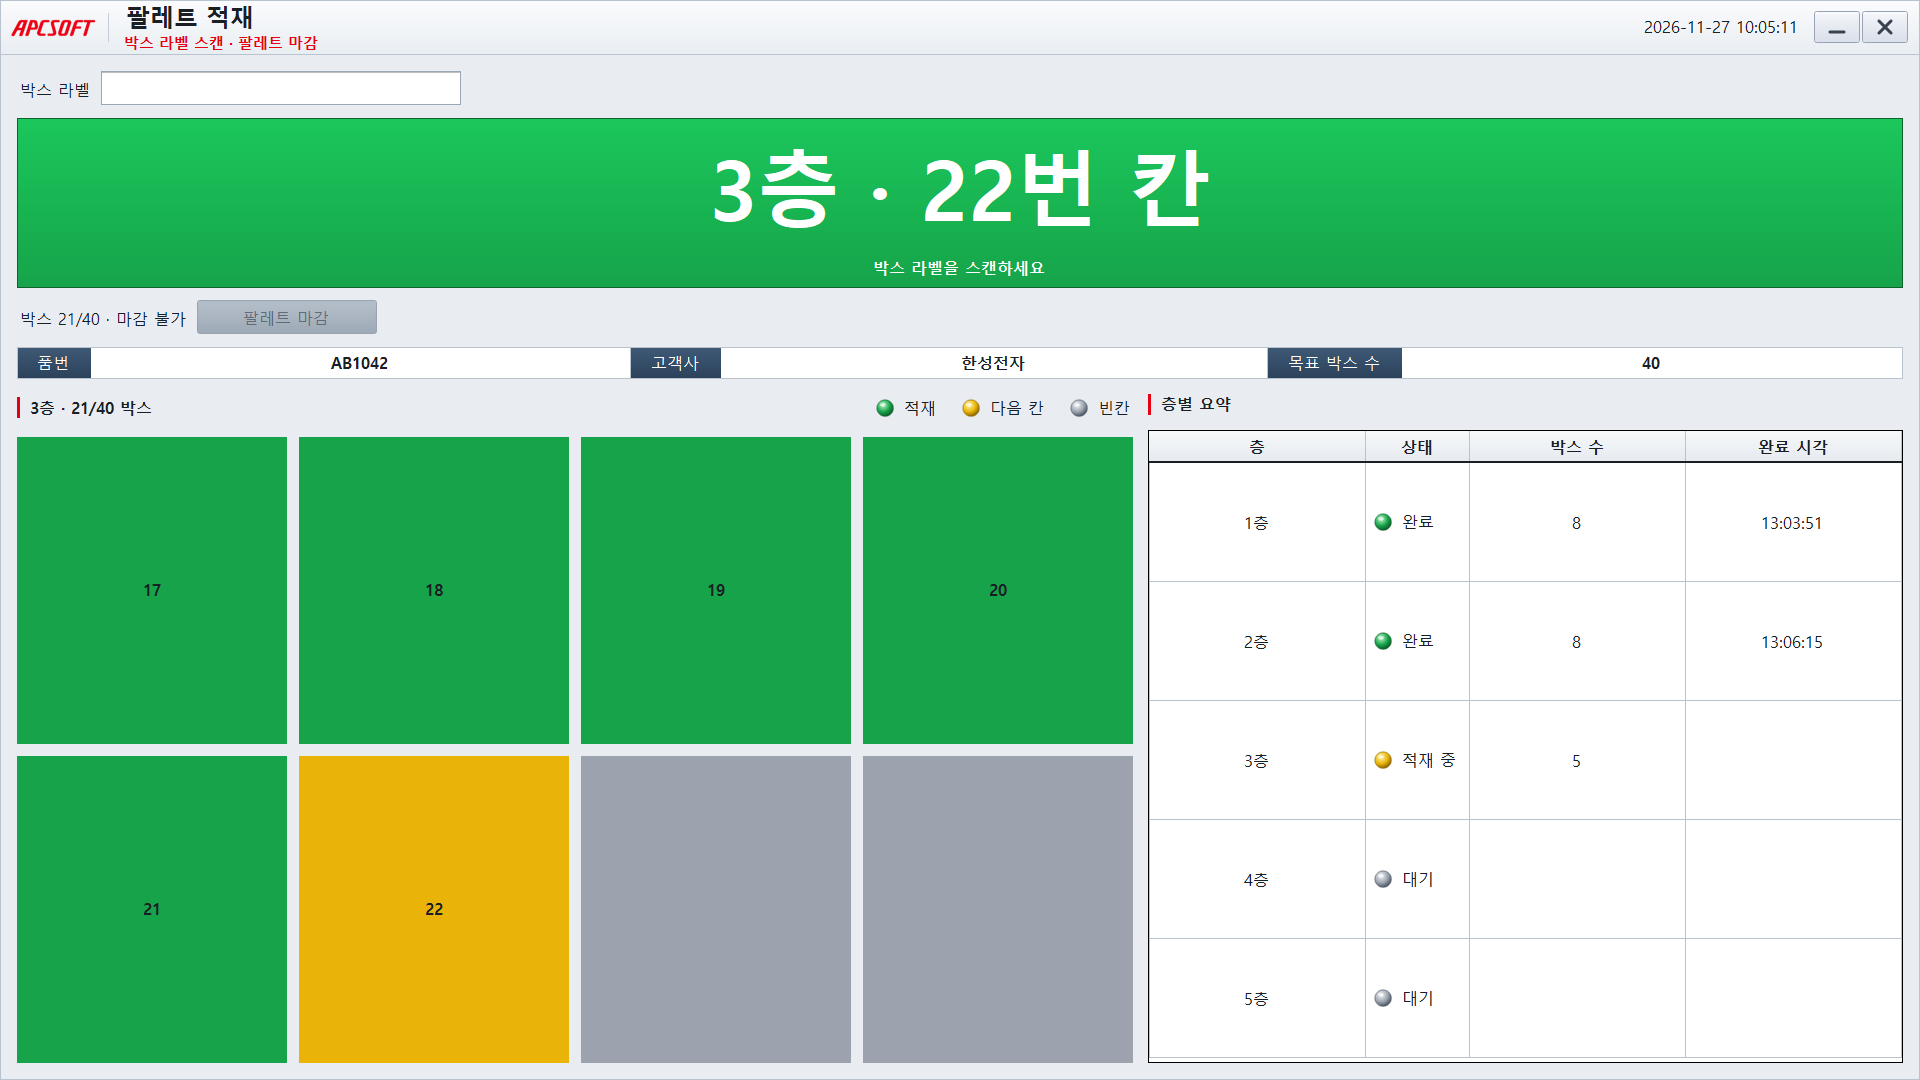 APCSOFT
팔레트 적재
박스 라벨 스캔 · 팔레트 마감
2026-11-27 10:05:11
박스 라벨
3층 · 22번 칸
박스 라벨을 스캔하세요
박스 21/40 · 마감 불가
팔레트 마감
품번 AB1042 고객사 한성전자 목표 박스 수 40
3층 · 21/40 박스
적재 다음 칸 빈칸
17 18 19 20
21 22
층별 요약
층 상태 박스 수 완료 시각
1층 완료 8 13:03:51
2층 완료 8 13:06:15
3층 적재 중 5
4층 대기
5층 대기